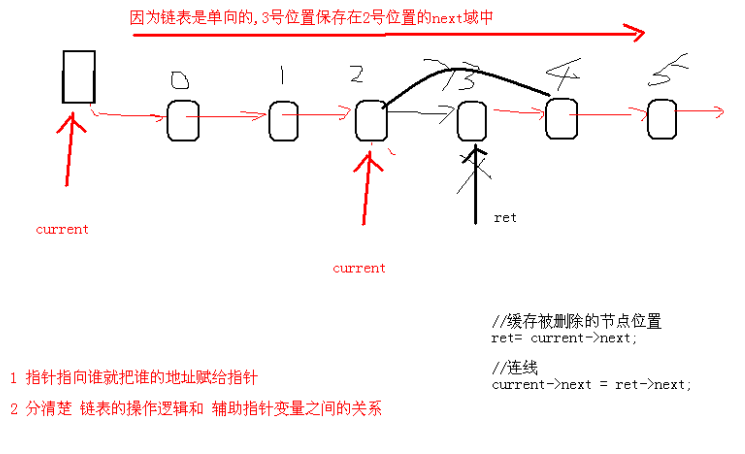 因为链表是单向的,3号位置保存在2号位置的next域中
0 1 2 3 4 5
current
current
ret
//缓存被删除的节点位置
ret= current->next;
//连线
current->next = ret->next;
1 指针指向谁就把谁的地址赋给指针
2 分清楚 链表的操作逻辑和 辅助指针变量之间的关系